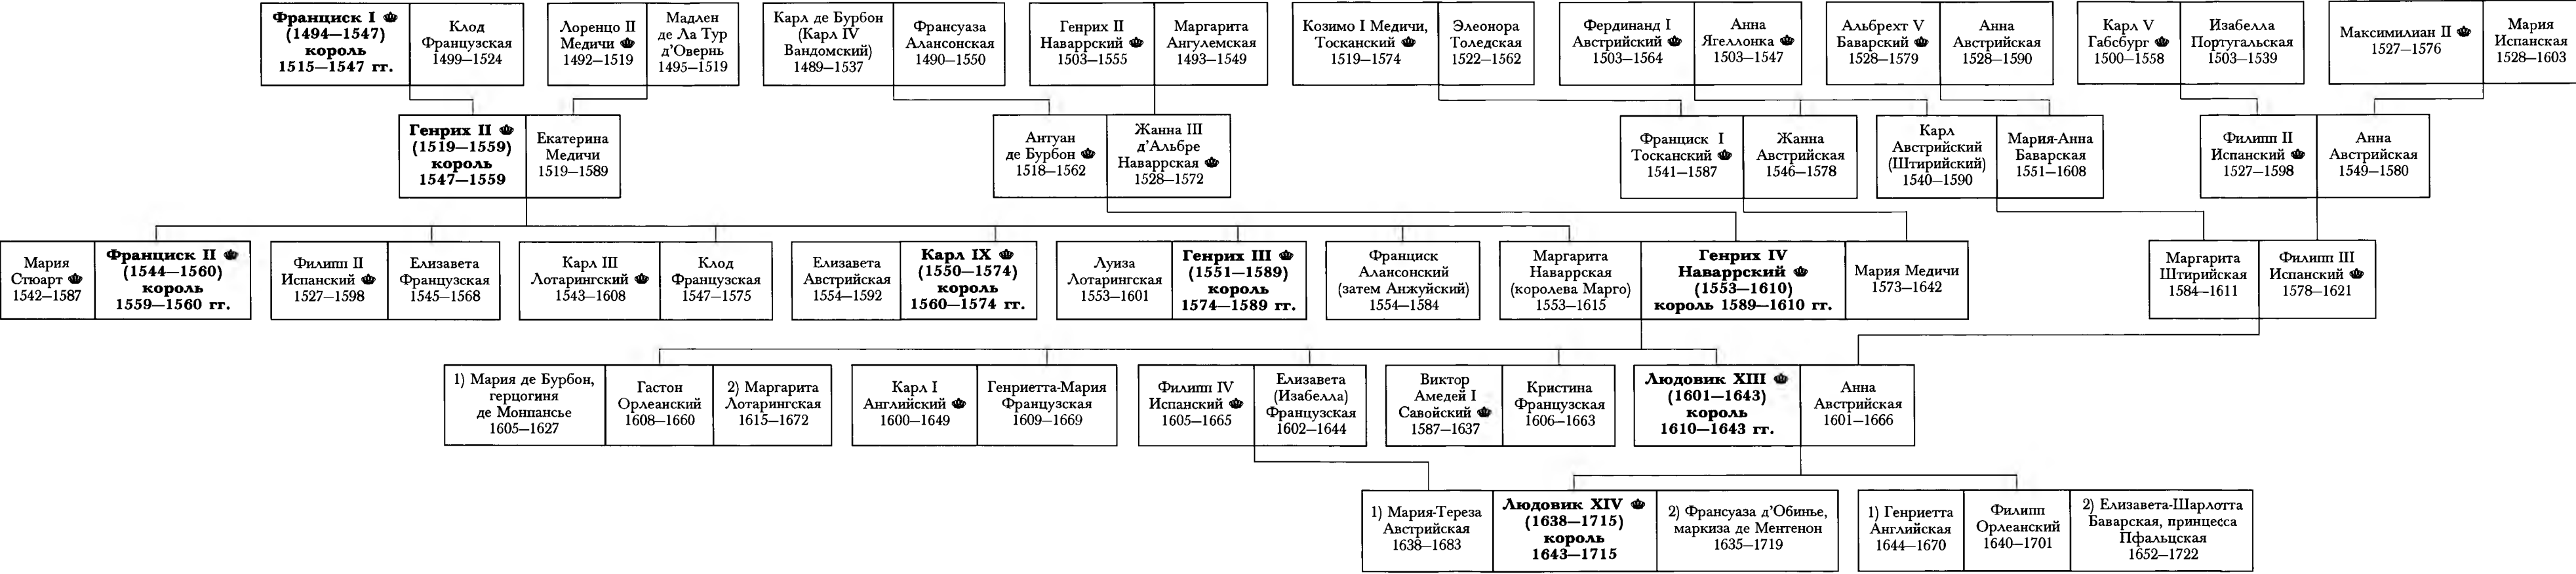 Франциск I
(1494—1547)
король
1515—1547 гг.
Клод
Французская
1499—1524
Лоренцо II
Медичи
1492—1519
Мадлен
де Ла Тур
д'Овернь
1495—1519
Карл де Бурбон
(Карл IV
Вандомский)
1489—1537
Франсуаза
Алансонская
1490—1550
Генрих II
Наваррский
1503—1555
Маргарита
Ангулемская
1493—1549
Козимо I Медичи,
Тосканский
1519—1574
Элеонора
Толедская
1522—1562
Фердинанд I
Австрийский
1503—1564
Анна
Ягеллонка
1503—1547
Альбрехт V
Баварский
1528—1579
Анна
Австрийская
1528—1590
Карл V
Габсбург
1500—1558
Изабелла
Португальская
1503—1539
Максимилиан II
1527—1576
Мария
Испанская
1528—1603
Генрих II
(1519—1559)
король
1547—1559
Екатерина
Медичи
1519—1589
Антуан
де Бурбон
1518—1562
Жанна III
д'Альбре
Наваррская
1528—1572
Франциск I
Тосканский
1541—1587
Жанна
Австрийская
1546—1578
Карл
Австрийский
(Штирийский)
1540—1590
Мария-Анна
Баварская
1551—1608
Филипп II
Испанский
1527—1598
Анна
Австрийская
1549—1580
Мария
Стюарт
1542—1587
Франциск II
(1544—1560)
король
1559—1560 гг.
Филипп II
Испанский
1527—1598
Елизавета
Французская
1545—1568
Карл III
Лотарингский
1543—1608
Клод
Французская
1547—1575
Елизавета
Австрийская
1554—1592
Карл IX
(1550—1574)
король
1560—1574 гг.
Луиза
Лотарингская
1553—1601
Генрих III
(1551—1589)
король
1574—1589 гг.
Франциск
Алансонский
(затем Анжуйский)
1554—1584
Маргарита
Наваррская
(королева Марго)
1553—1615
Генрих IV
Наваррский
(1553—1610)
король 1589—1610 гг.
Мария Медичи
1573—1642
Маргарита
Штирийская
1584—1611
Филипп III
Испанский
1578—1621
1) Мария де Бурбон,
герцогиня
де Монпансье
1605—1627
Гастон
Орлеанский
1608—1660
2) Маргарита
Лотарингская
1615—1672
Карл I
Английский
1600—1649
Генриетта-Мария
Французская
1609—1669
Филипп IV
Испанский
1605—1665
Елизавета
(Изабелла)
Французская
1602—1644
Виктор
Амедей I
Савойский
1587—1637
Кристина
Французская
1606—1663
Людовик XIII
(1601—1643)
король
1610—1643 гг.
Анна
Австрийская
1601—1666
1) Мария-Тереза
Австрийская
1638—1683
Людовик XIV
(1638—1715)
король
1643—1715
2) Франсуаза д'Обинье,
маркиза де Ментенон
1635—1719
1) Генриетта
Английская
1644—1670
Филипп
Орлеанский
1640—1701
2) Елизавета-Шарлотта
Баварская, принцесса
Пфальцская
1652—1722